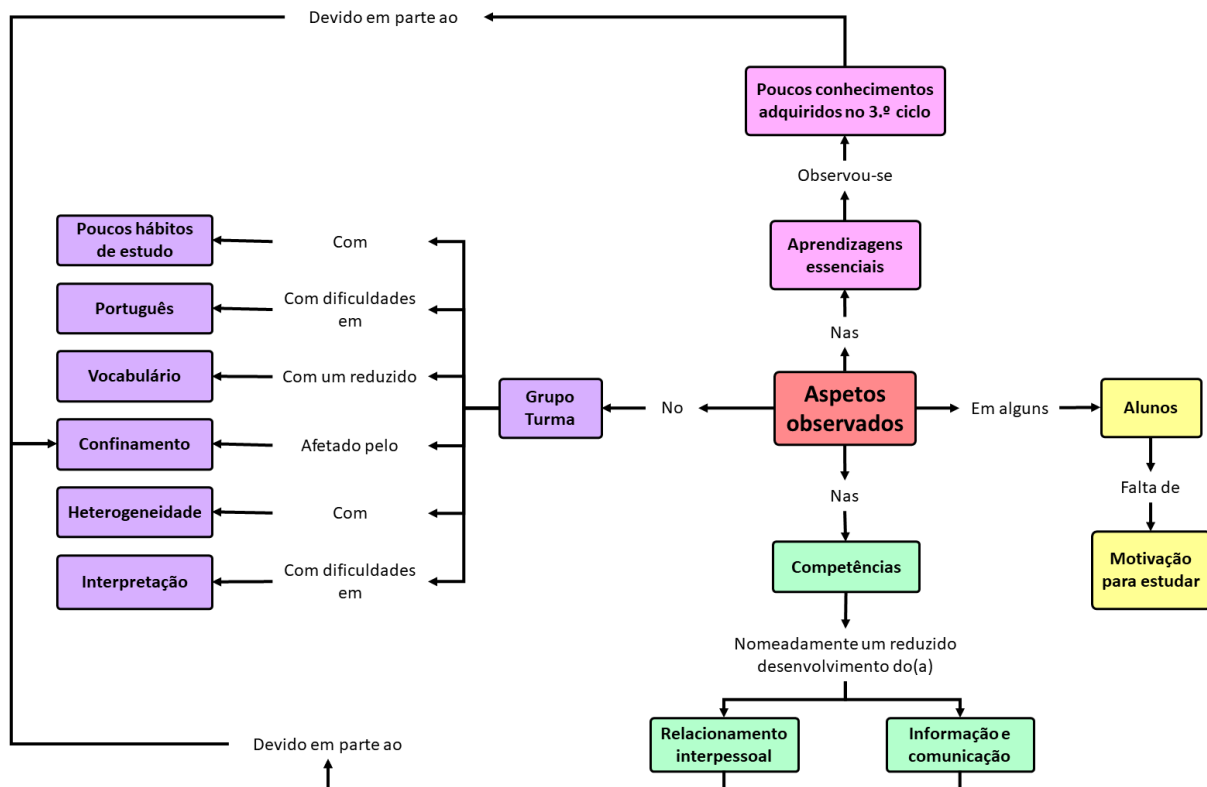 Devido em parte ao
Poucos conhecimentos
adquiridos no 3.º ciclo
Observou-se
Aprendizagens
essenciais
Nas
Poucos hábitos
de estudo
Com
Português
Com dificuldades
em
Vocabulário
Com um reduzido
Confinamento
Afetado pelo
Heterogeneidade
Com
Interpretação
Com dificuldades
em
Grupo
Turma
No
Aspetos
observados
Em alguns
Alunos
Falta de
Motivação
para estudar
Nas
Competências
Nomeadamente um reduzido
desenvolvimento do(a)
Relacionamento
interpessoal
Informação e
comunicação
Devido em parte ao